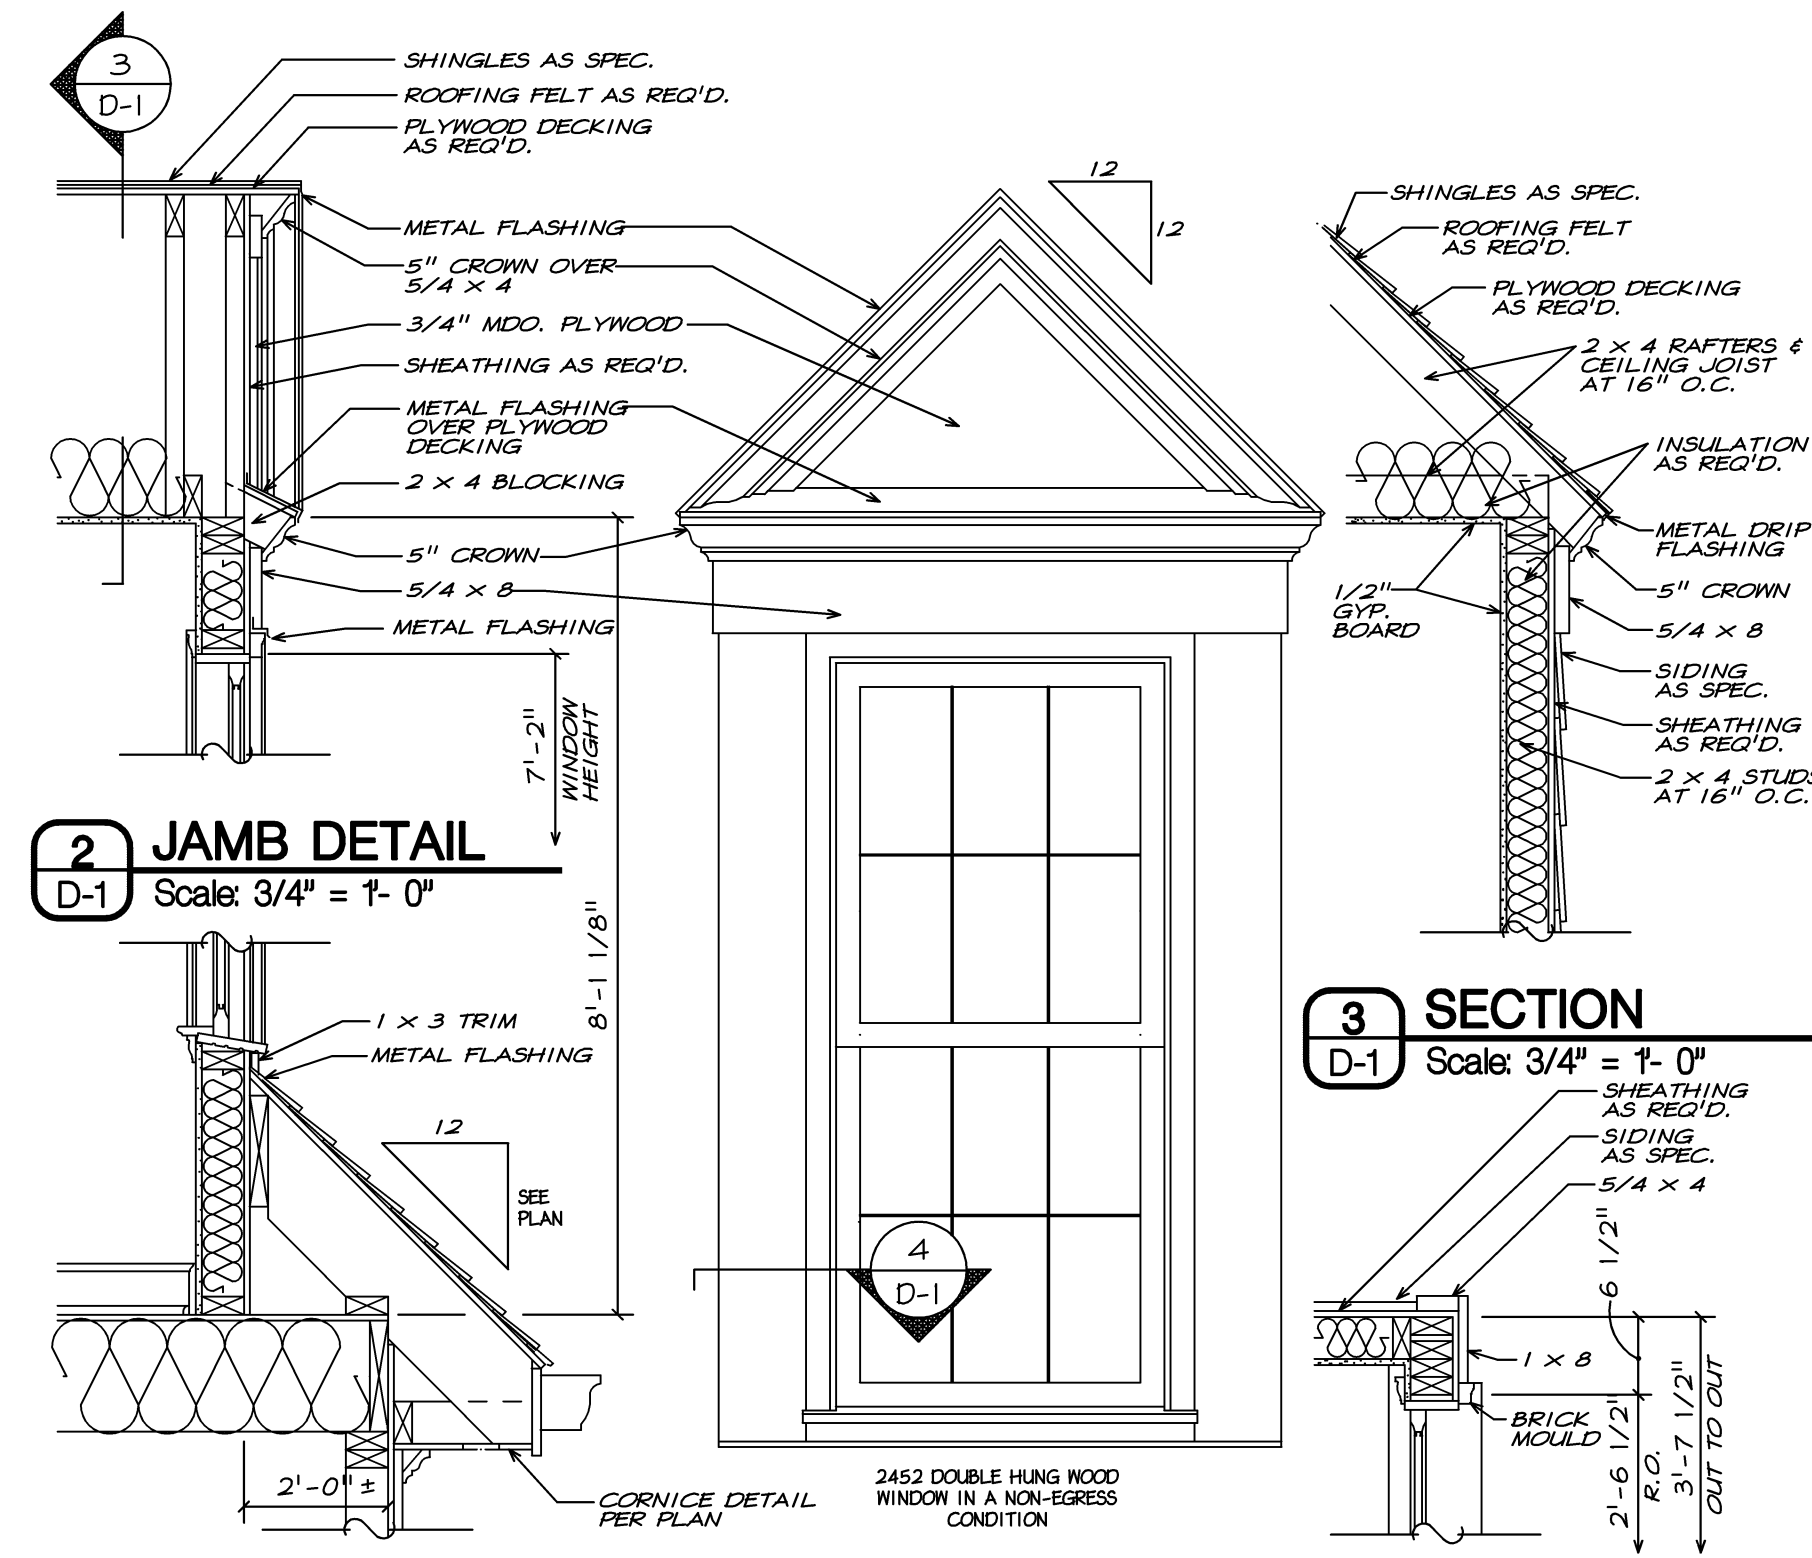 3
D-1
SHINGLES AS SPEC.
ROOFING FELT AS REQ'D.
PLYWOOD DECKING
AS REQ'D.
METAL FLASHING
5" CROWN OVER
5/4 X 4
3/4" MDO. PLYWOOD
SHEATHING AS REQ'D.
METAL FLASHING
OVER PLYWOOD
DECKING
2 X 4 BLOCKING
5" CROWN
5/4 X 8
METAL FLASHING
7'-2"
WINDOW
HEIGHT
8'-1 1/8"
2
D-1
JAMB DETAIL
Scale: 3/4" = 1'- 0"
1 X 3 TRIM
METAL FLASHING
12
SEE
PLAN
2'-0" ±
CORNICE DETAIL
PER PLAN
12
12
4
D-1
2452 DOUBLE HUNG WOOD
WINDOW IN A NON-EGRESS
CONDITION
SHINGLES AS SPEC.
ROOFING FELT
AS REQ'D.
PLYWOOD DECKING
AS REQ'D.
2 X 4 RAFTERS &
CEILING JOIST
AT 16" O.C.
INSULATION
AS REQ'D.
METAL DRIP
FLASHING
5" CROWN
1/2"
GYP.
BOARD
5/4 X 8
SIDING
AS SPEC.
SHEATHING
AS REQ'D.
2 X 4 STUDS
AT 16" O.C.
3
D-1
SECTION
Scale: 3/4" = 1'- 0"
SHEATHING
AS REQ'D.
SIDING
AS SPEC.
5/4 X 4
6 1/2"
1 X 8
BRICK
MOULD
2'-6 1/2"
R.O.
3'-7 1/2"
OUT TO OUT